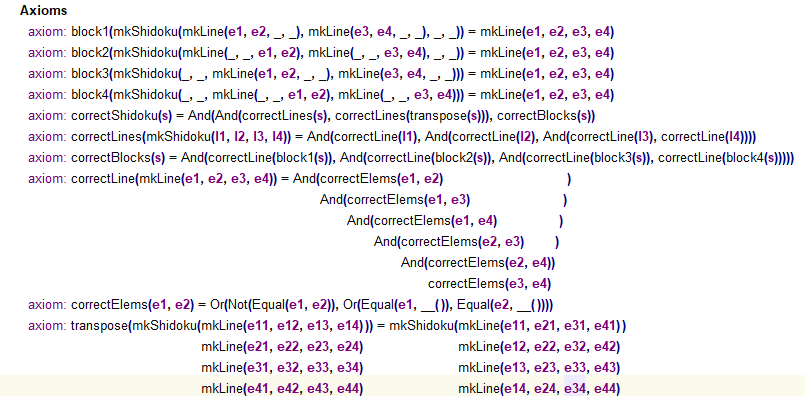 Axioms
axiom: block1(mkShidoku(mkLine(e1, e2, _, _), mkLine(e3, e4, _, _), _, _)) = mkLine(e1, e2, e3, e4)
axiom: block2(mkShidoku(mkLine(_, _, e1, e2), mkLine(_, _, e3, e4), _, _)) = mkLine(e1, e2, e3, e4)
axiom: block3(mkShidoku(_, _, mkLine(e1, e2, _, _), mkLine(e3, e4, _, _))) = mkLine(e1, e2, e3, e4)
axiom: block4(mkShidoku(_, _, mkLine(_, _, e1, e2), mkLine(_, _, e3, e4))) = mkLine(e1, e2, e3, e4)
axiom: correctShidoku(s) = And(And(correctLines(s), correctLines(transpose(s))), correctBlocks(s))
axiom: correctLines(mkShidoku(l1, l2, l3, l4)) = And(correctLine(l1), And(correctLine(l2), And(correctLine(l3), correctLine(l4))))
axiom: correctBlocks(s) = And(correctLine(block1(s)), And(correctLine(block2(s)), And(correctLine(block3(s)), correctLine(block4(s)))))
axiom: correctLine(mkLine(e1, e2, e3, e4)) = And(correctElems(e1, e2) )
And(correctElems(e1, e3) )
And(correctElems(e1, e4) )
And(correctElems(e2, e3) )
And(correctElems(e2, e4))
correctElems(e3, e4)
axiom: correctElems(e1, e2) = Or(Not(Equal(e1, e2)), Or(Equal(e1, __()), Equal(e2, __())))
axiom: transpose(mkShidoku(mkLine(e11, e12, e13, e14))) = mkShidoku(mkLine(e11, e21, e31, e41))
mkLine(e21, e22, e23, e24) mkLine(e12, e22, e32, e42)
mkLine(e31, e32, e33, e34) mkLine(e13, e23, e33, e43)
mkLine(e41, e42, e43, e44) mkLine(e14, e24, e34, e44)